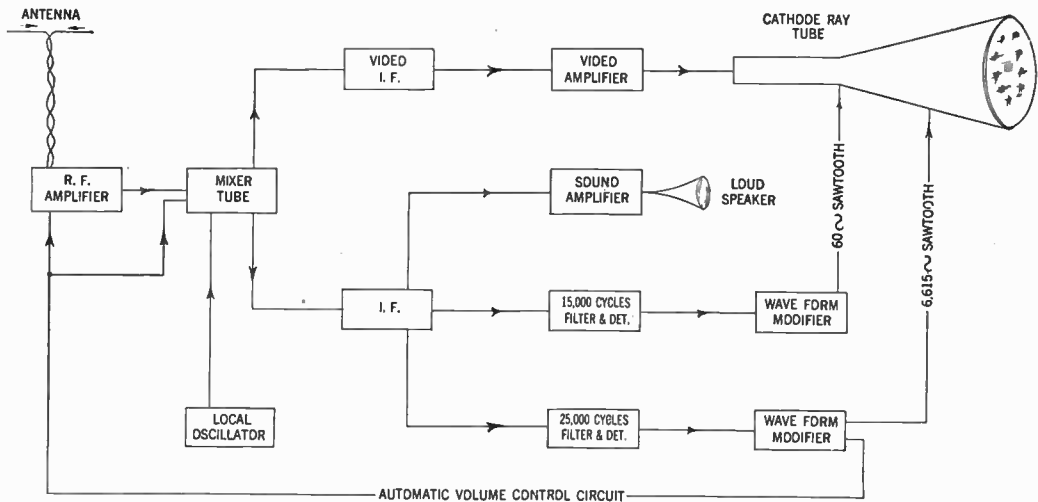 ANTENNA
CATHODE RAY
TUBE
VIDEO
I. F.
VIDEO
AMPLIFIER
R. F.
AMPLIFIER
MIXER
TUBE
SOUND
AMPLIFIER
LOUD
SPEAKER
60~ SAWTOOTH
6,615~ SAWTOOTH
I. F.
15,000 CYCLES
FILTER & DET.
WAVE FORM
MODIFIER
LOCAL
OSCILLATOR
25,000 CYCLES
FILTER & DET.
WAVE FORM
MODIFIER
AUTOMATIC VOLUME CONTROL CIRCUIT